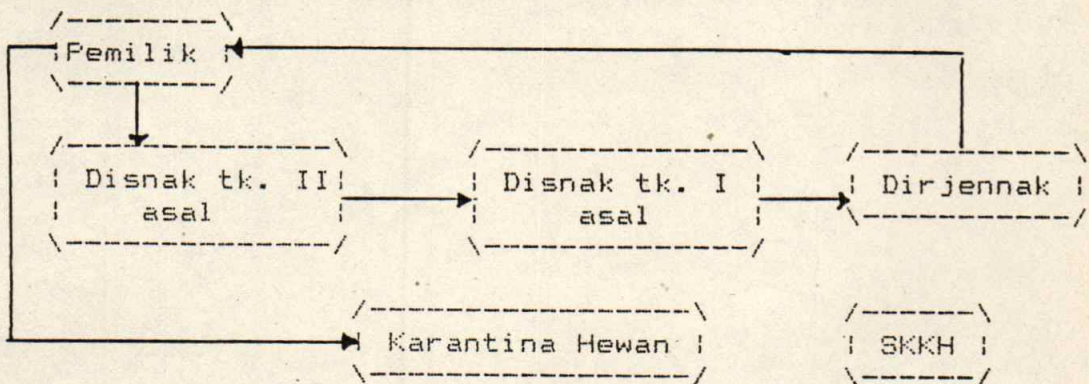 Pemilik
Disnak tk. II
asal
Disnak tk. I
asal
Dirjennak
Karantina Hewan
SKKH